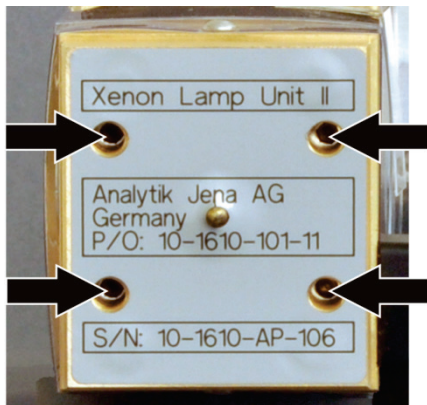 Xenon Lamp Unit II
Analytik Jena AG
Germany
P/O: 10-1610-101-11
S/N: 10-1610-AP-106